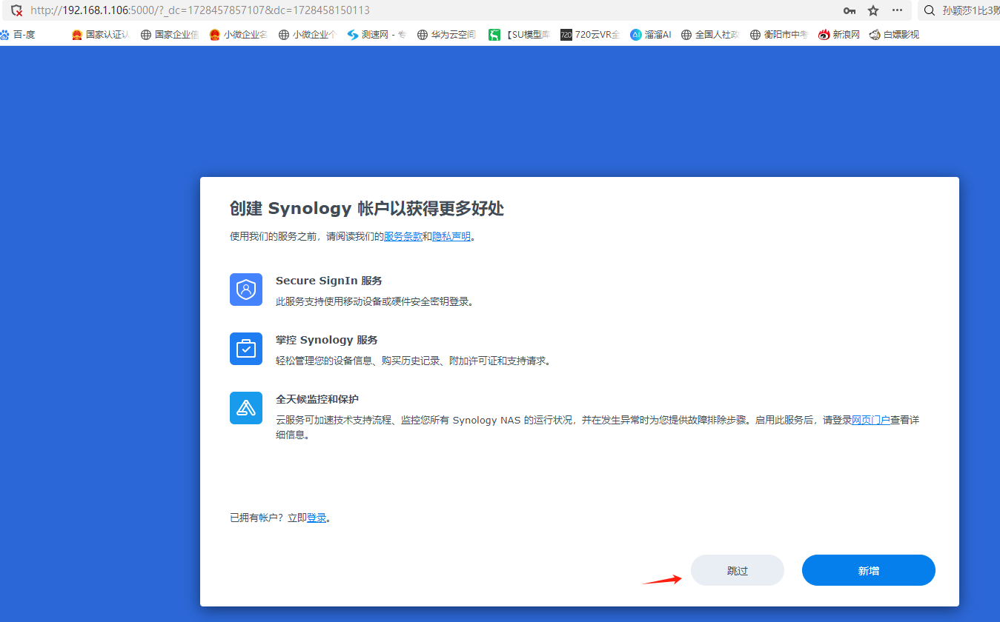 http://192.168.1.106:5000/?_dc=1728457857107&dc=1728458150113
孙颖莎1比3败
百-度
国家认证认
国家企业信
小微企业名
小微企业个
测速网 - 专
华为云空间
【SU模型库
720云VR全
溜溜AI
全国人社政
衡阳市中考
新浪网
白嫖影视
创建 Synology 帐户以获得更多好处
使用我们的服务之前，请阅读我们的服务条款和隐私声明。
Secure SignIn 服务
此服务支持使用移动设备或硬件安全密钥登录。
掌控 Synology 服务
轻松管理您的设备信息、购买历史记录、附加许可证和支持请求。
全天候监控和保护
云服务可加速技术支持流程、监控您所有 Synology NAS 的运行状况，并在发生异常时为您提供故障排除步骤。启用此服务后，请登录网页门户查看详
细信息。
已拥有帐户？立即登录。
跳过
新增